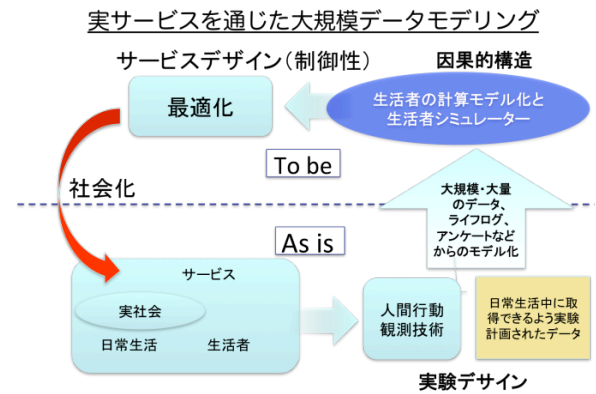 実サービスを通じた大規模データモデリング
サービスデザイン（制御性）
因果的構造
最適化
生活者の計算モデル化と
生活者シミュレーター
To be
社会化
大規模・大量
のデータ、
ライフログ、
アンケートなど
からのモデル化
As is
サービス
実社会
日常生活
生活者
人間行動
観測技術
日常生活中に取
得できるよう実験
計画されたデータ
実験デサイン